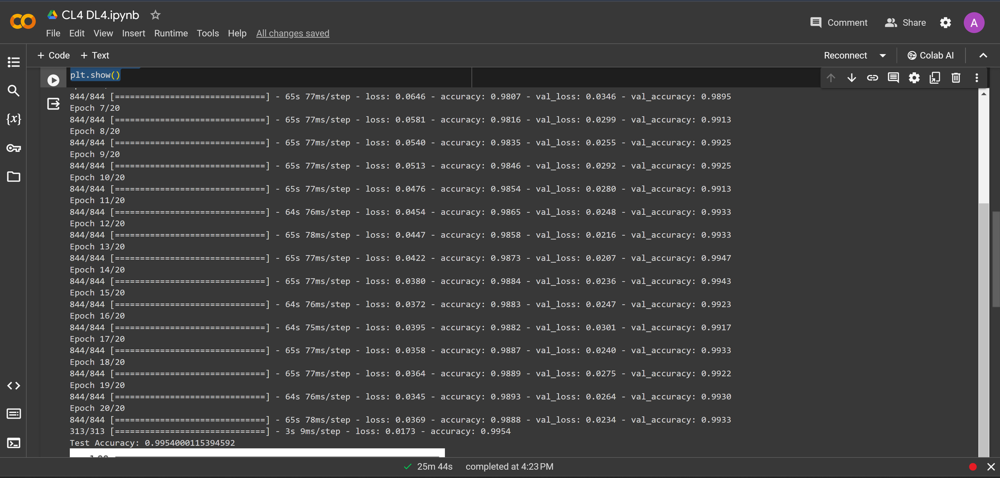 CL4 DL4.ipynb
File Edit View Insert Runtime Tools Help All changes saved
Comment Share A
+ Code + Text
Reconnect Colab AI
plt.show()
844/844 [==============================] - 65s 77ms/step - loss: 0.0646 - accuracy: 0.9807 - val_loss: 0.0346 - val_accuracy: 0.9895
Epoch 7/20
844/844 [==============================] - 65s 77ms/step - loss: 0.0581 - accuracy: 0.9816 - val_loss: 0.0299 - val_accuracy: 0.9913
Epoch 8/20
844/844 [==============================] - 65s 77ms/step - loss: 0.0540 - accuracy: 0.9835 - val_loss: 0.0255 - val_accuracy: 0.9925
Epoch 9/20
844/844 [==============================] - 65s 77ms/step - loss: 0.0513 - accuracy: 0.9846 - val_loss: 0.0292 - val_accuracy: 0.9925
Epoch 10/20
844/844 [==============================] - 65s 77ms/step - loss: 0.0476 - accuracy: 0.9854 - val_loss: 0.0280 - val_accuracy: 0.9913
Epoch 11/20
844/844 [==============================] - 64s 76ms/step - loss: 0.0454 - accuracy: 0.9865 - val_loss: 0.0248 - val_accuracy: 0.9933
Epoch 12/20
844/844 [==============================] - 65s 78ms/step - loss: 0.0447 - accuracy: 0.9858 - val_loss: 0.0216 - val_accuracy: 0.9933
Epoch 13/20
844/844 [==============================] - 65s 77ms/step - loss: 0.0422 - accuracy: 0.9873 - val_loss: 0.0207 - val_accuracy: 0.9947
Epoch 14/20
844/844 [==============================] - 65s 77ms/step - loss: 0.0380 - accuracy: 0.9884 - val_loss: 0.0236 - val_accuracy: 0.9943
Epoch 15/20
844/844 [==============================] - 64s 76ms/step - loss: 0.0372 - accuracy: 0.9883 - val_loss: 0.0247 - val_accuracy: 0.9923
Epoch 16/20
844/844 [==============================] - 64s 75ms/step - loss: 0.0395 - accuracy: 0.9882 - val_loss: 0.0301 - val_accuracy: 0.9917
Epoch 17/20
844/844 [==============================] - 65s 77ms/step - loss: 0.0358 - accuracy: 0.9887 - val_loss: 0.0240 - val_accuracy: 0.9933
Epoch 18/20
844/844 [==============================] - 65s 77ms/step - loss: 0.0364 - accuracy: 0.9889 - val_loss: 0.0275 - val_accuracy: 0.9922
Epoch 19/20
844/844 [==============================] - 64s 76ms/step - loss: 0.0345 - accuracy: 0.9893 - val_loss: 0.0264 - val_accuracy: 0.9930
Epoch 20/20
844/844 [==============================] - 65s 78ms/step - loss: 0.0369 - accuracy: 0.9888 - val_loss: 0.0234 - val_accuracy: 0.9933
313/313 [==============================] - 3s 9ms/step - loss: 0.0173 - accuracy: 0.9954
Test Accuracy: 0.9954000115394592
25m 44s completed at 4:23 PM